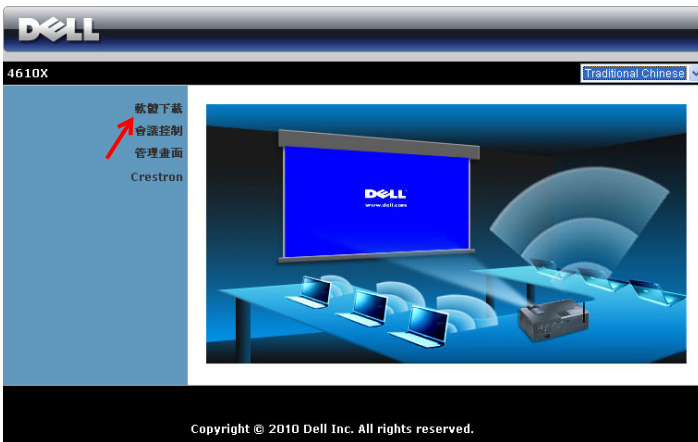 DELL
4610X
Traditional Chinese
軟體下載
會議控制
管理畫面
Crestron
DELL
www.dell.com
Copyright © 2010 Dell Inc. All rights reserved.